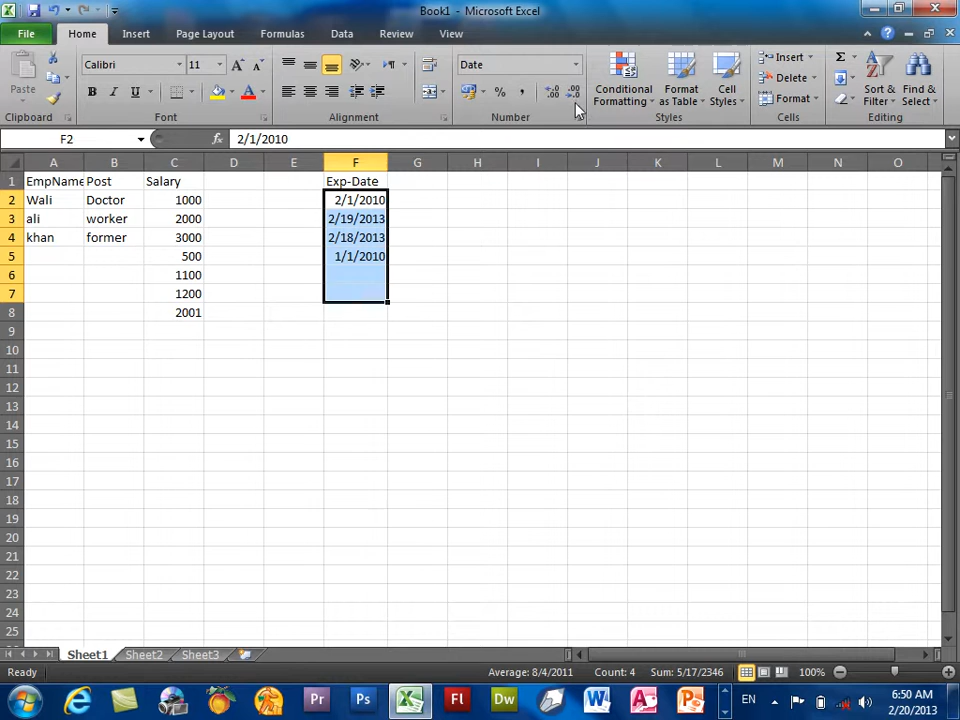 Book1 - Microsoft Excel
File Home Insert Page Layout Formulas Data Review View
Paste
Calibri 11
Date
Conditional Formatting
Format as Table
Cell Styles
Insert
Delete
Format
Sort & Filter
Find & Select
Clipboard Font Alignment Number Styles Cells Editing
F2 fx 2/1/2010
A B C D E F G H I J K L M N O
1 EmpName Post Salary Exp-Date
2 Wali Doctor 1000 2/1/2010
3 ali worker 2000 2/19/2013
4 khan former 3000 2/18/2013
5 500 1/1/2010
6 1100
7 1200
8 2001
9
10
11
12
13
14
15
16
17
18
19
20
21
22
23
24
25
Sheet1 Sheet2 Sheet3
Ready Average: 8/4/2011 Count: 4 Sum: 5/17/2346 100%
Pr Ps Fl Dw EN 6:50 AM
2/20/2013